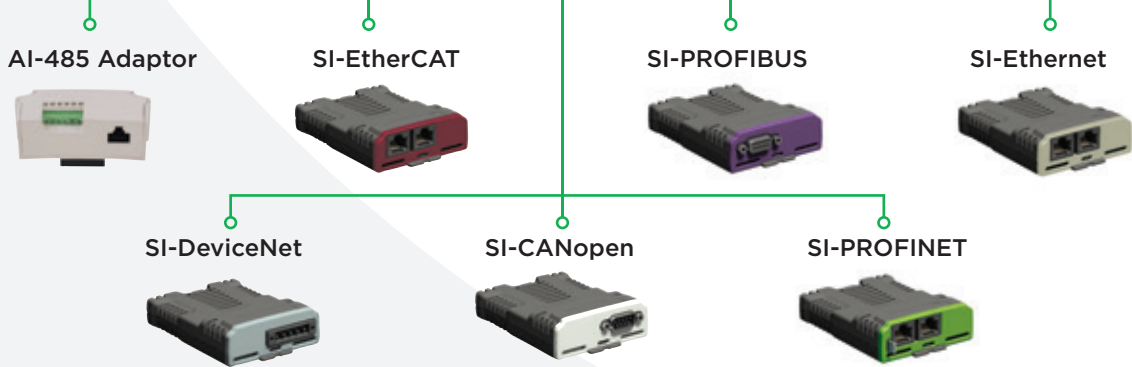 AI-485 Adaptor
SI-EtherCAT
SI-PROFIBUS
SI-Ethernet
SI-DeviceNet
SI-CANopen
SI-PROFINET